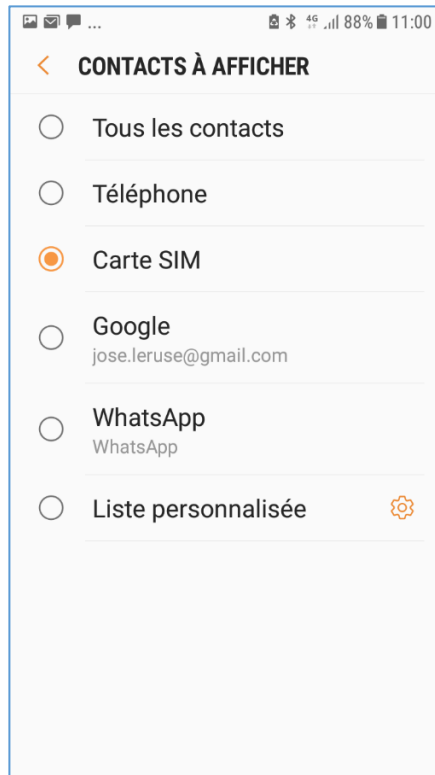 ... 4G 88% 11:00
CONTACTS À AFFICHER
Tous les contacts
Téléphone
Carte SIM
Google
jose.leruse@gmail.com
WhatsApp
WhatsApp
Liste personnalisée